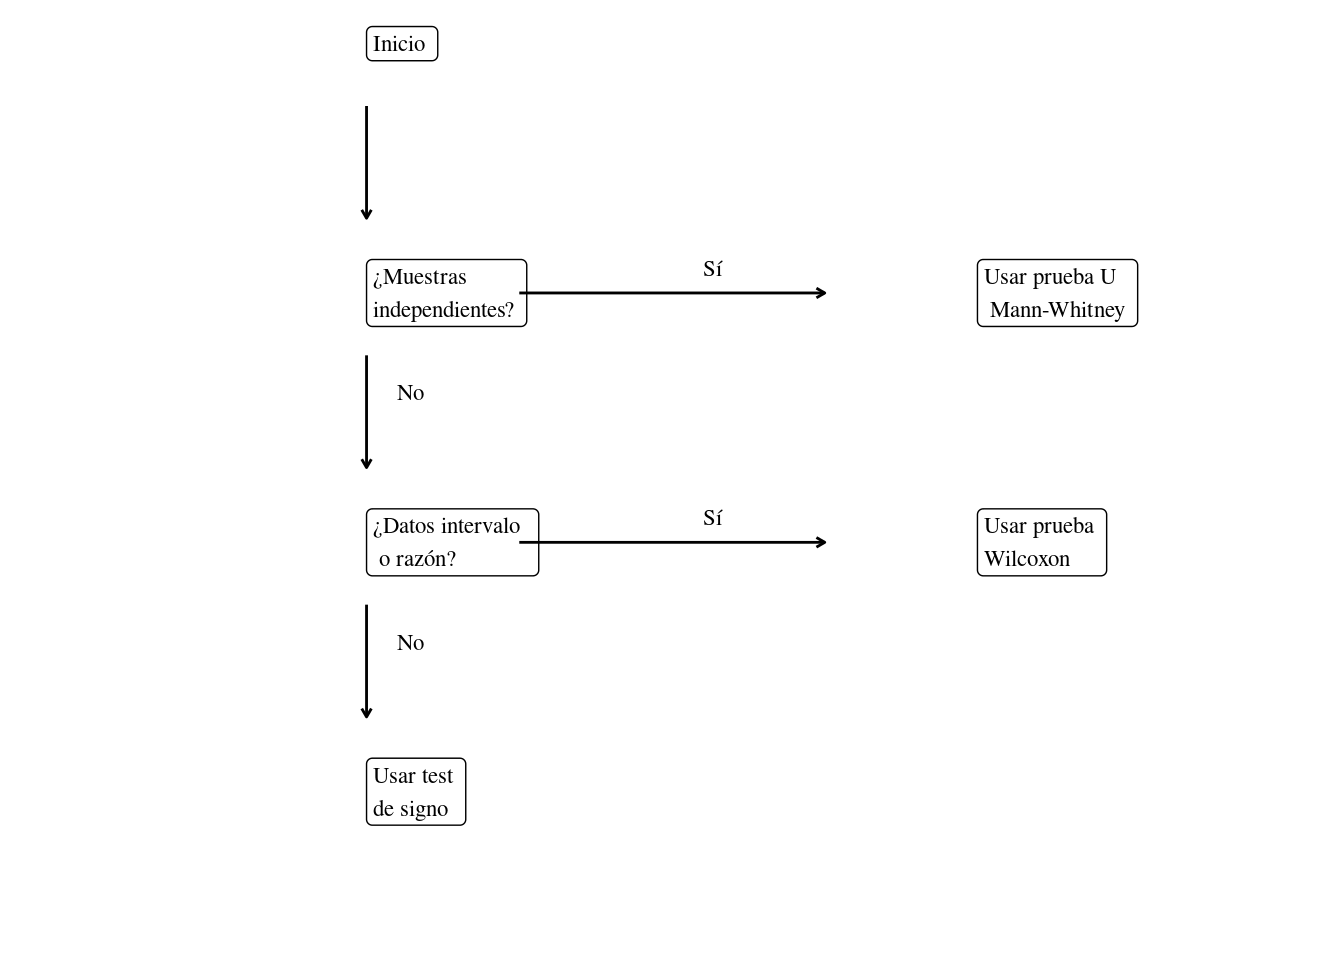 Inicio
¿Muestras
independientes?
Sí
Usar prueba U
Mann-Whitney
No
¿Datos intervalo
o razón?
Sí
Usar prueba
Wilcoxon
No
Usar test
de signo